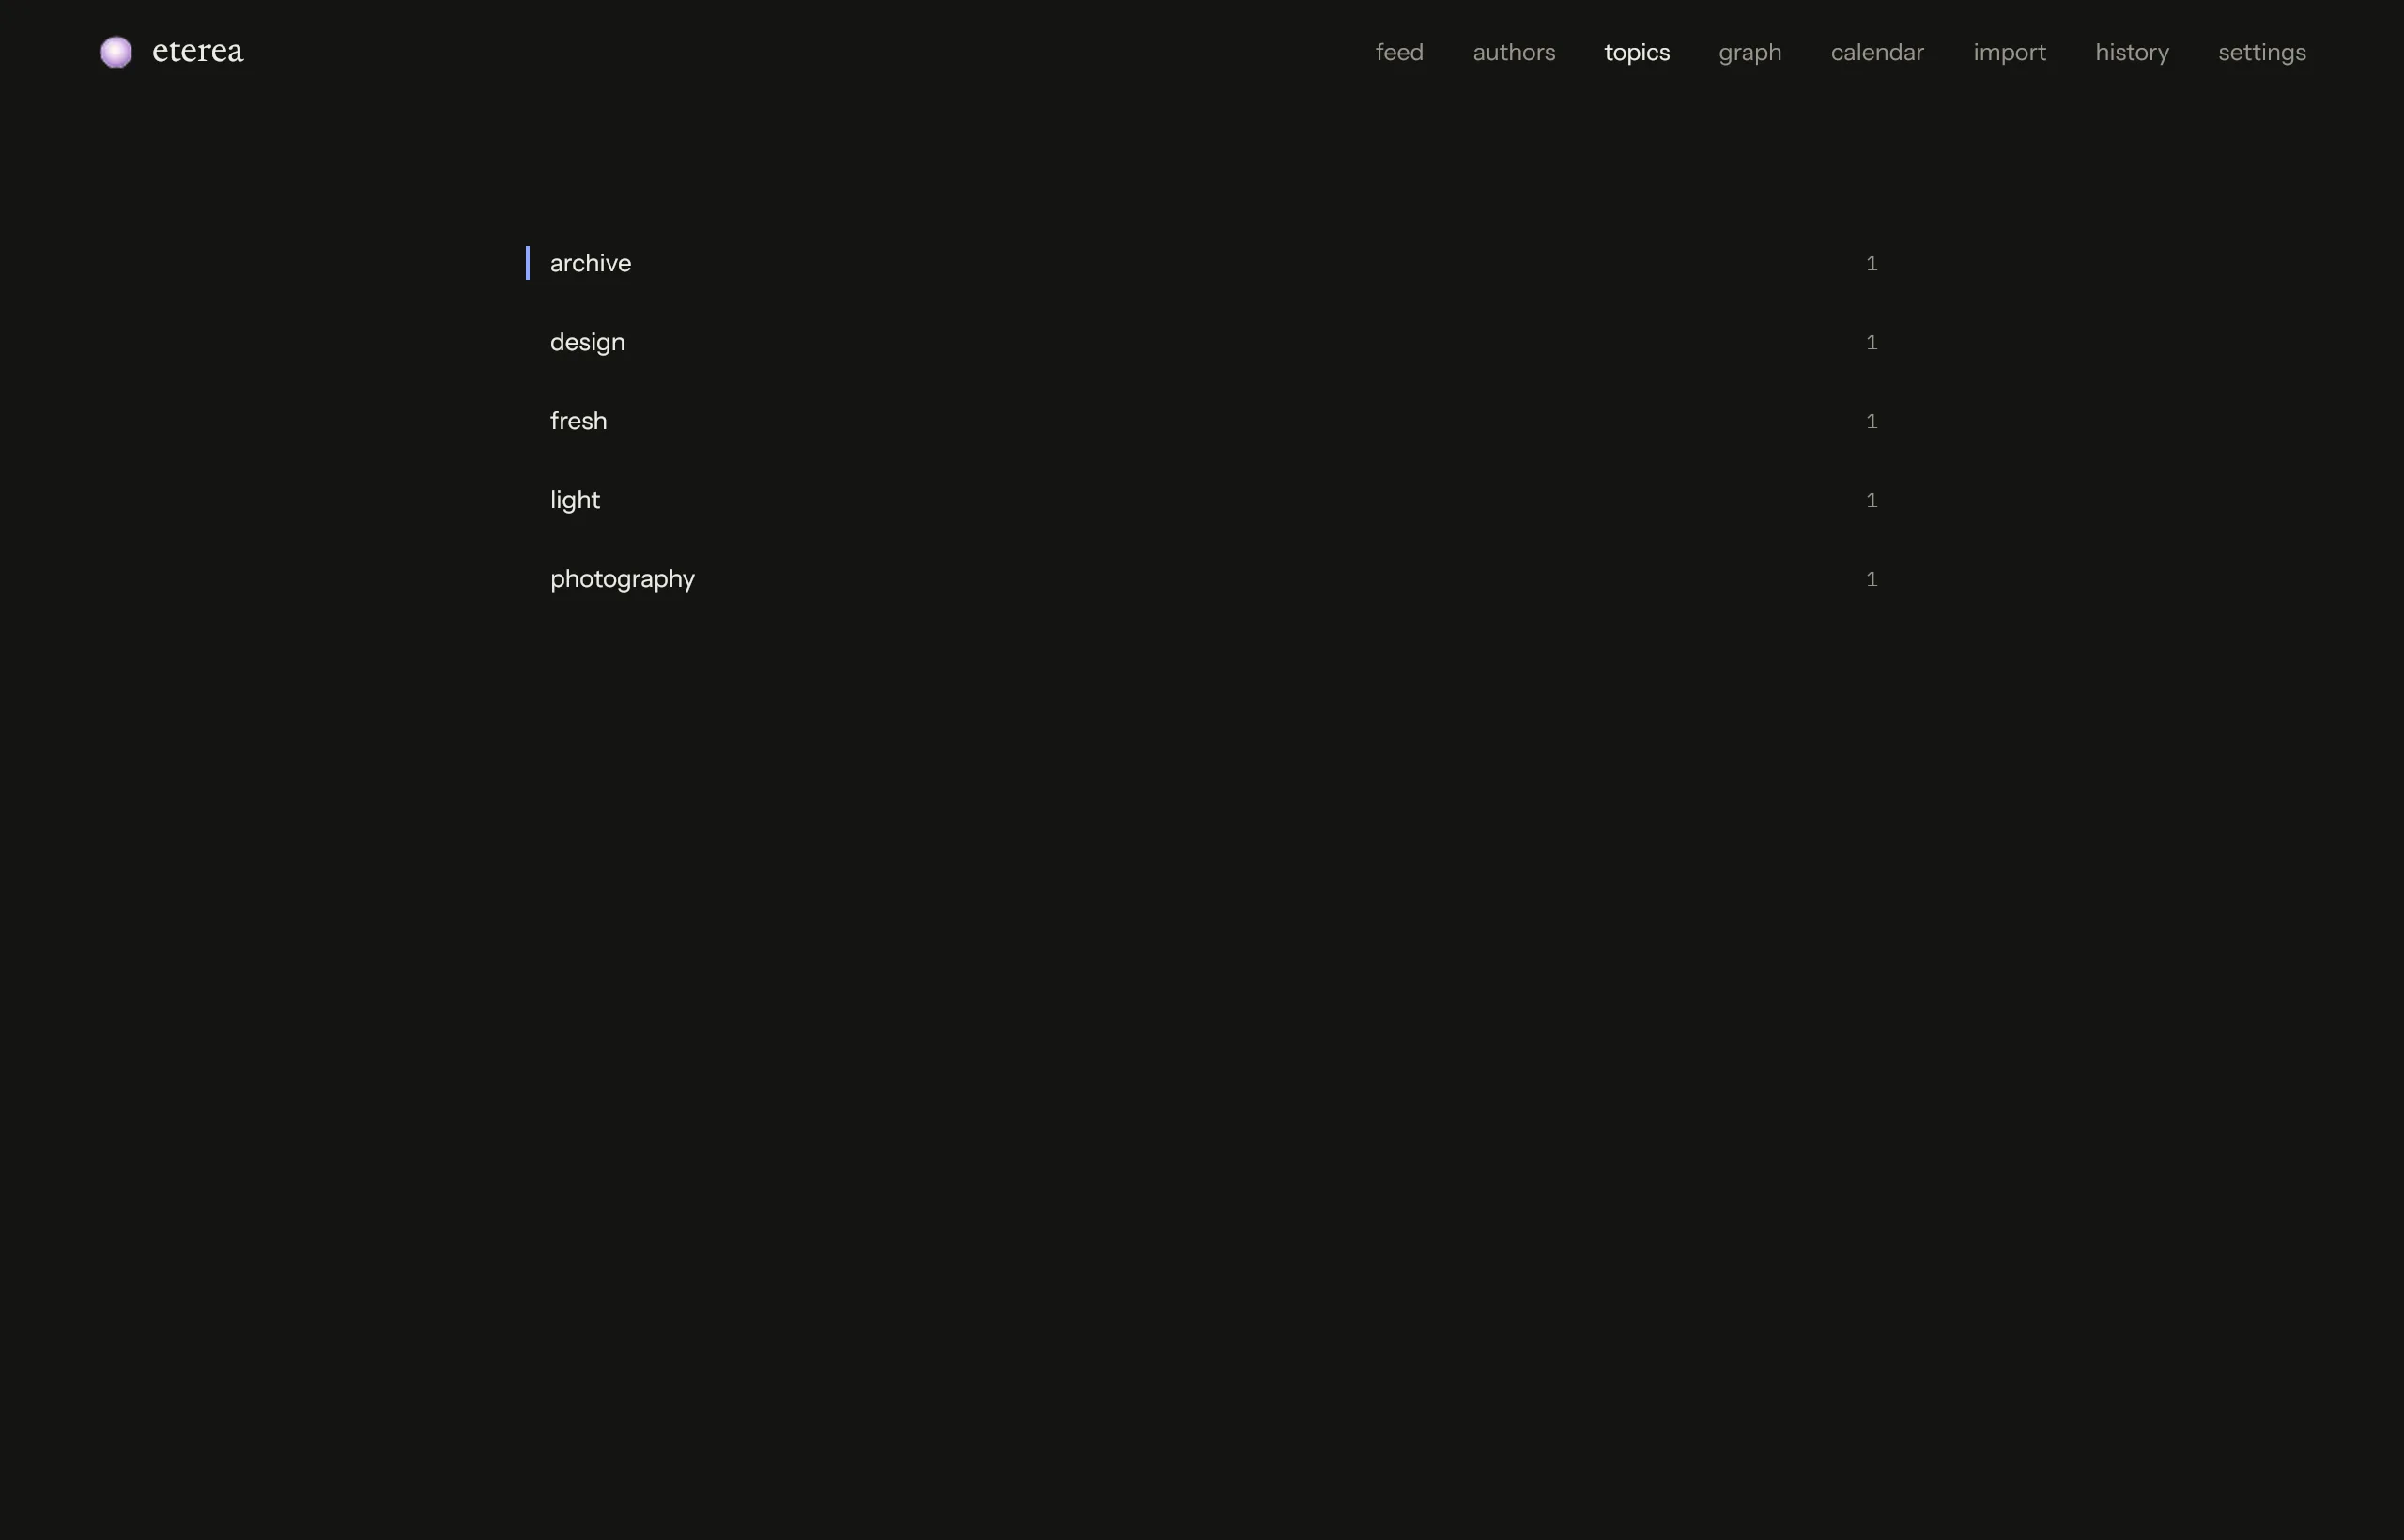 eterea
feed authors topics graph calendar import history settings
archive 1
design 1
fresh 1
light 1
photography 1